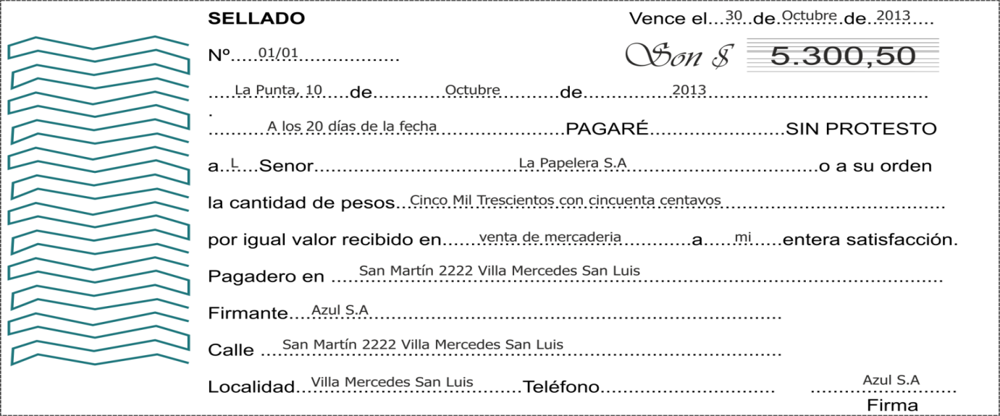 SELLADO Vence el...30...de...Octubre...de...2013......
Nº.....01/01.................. Son $ 5.300,50
.....La Punta, 10.....de.............Octubre...........de................2013........................................
.
...........A los 20 días de la fecha.......................PAGARÉ........................SIN PROTESTO
a...L...Senor.....................................La Papelera S.A...................................o a su orden
la cantidad de pesos...Cinco Mil Trescientos con cincuenta centavos........................................
por igual valor recibido en......venta de mercaderia............a.....mi.....entera satisfacción.
Pagadero en .....San Martín 2222 Villa Mercedes San Luis......................................................
Firmante....Azul S.A...........................................................................
Calle ....San Martín 2222 Villa Mercedes San Luis.......................................
Localidad...Villa Mercedes San Luis.........Teléfono............................... Azul S.A
Firma